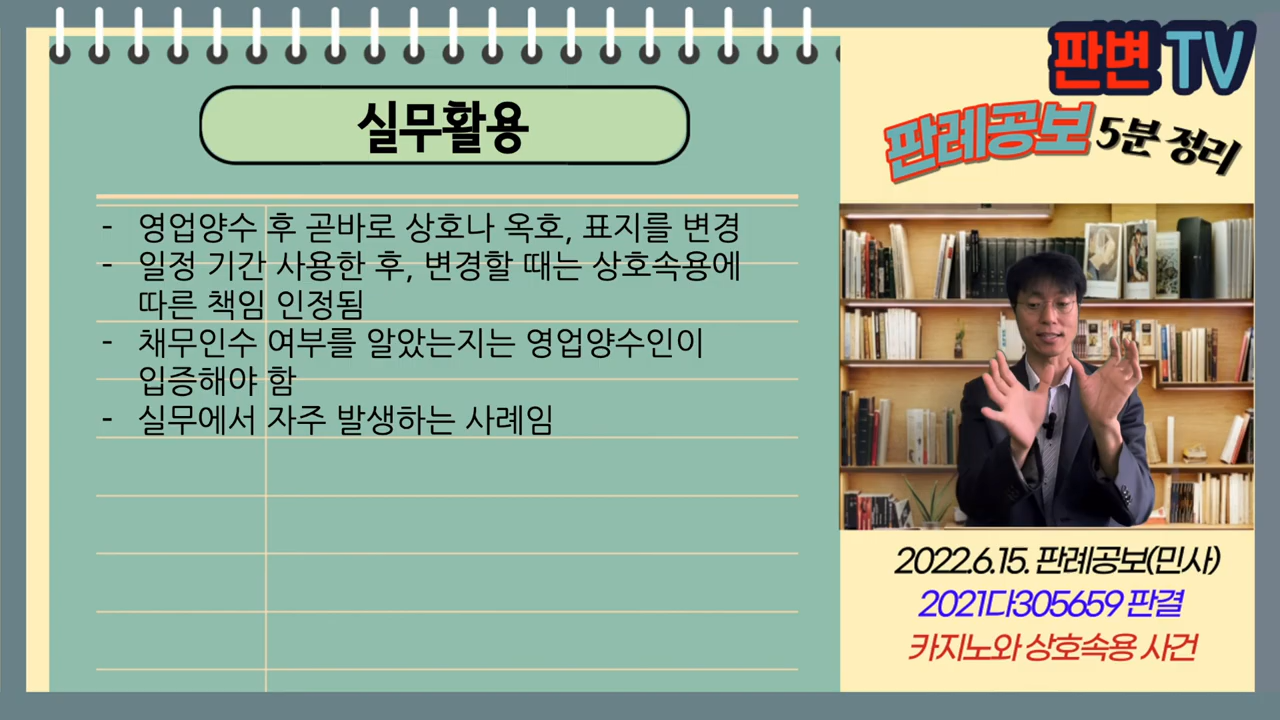 실무활용
- 영업양수 후 곧바로 상호나 옥호, 표지를 변경
- 일정 기간 사용한 후, 변경할 때는 상호속용에
따른 책임 인정됨
- 채무인수 여부를 알았는지는 영업양수인이
입증해야 함
- 실무에서 자주 발생하는 사례임
판변 TV
판례공보 5분 정리
2022.6.15. 판례공보(민사)
2021다305659 판결
카지노와 상호속용 사건